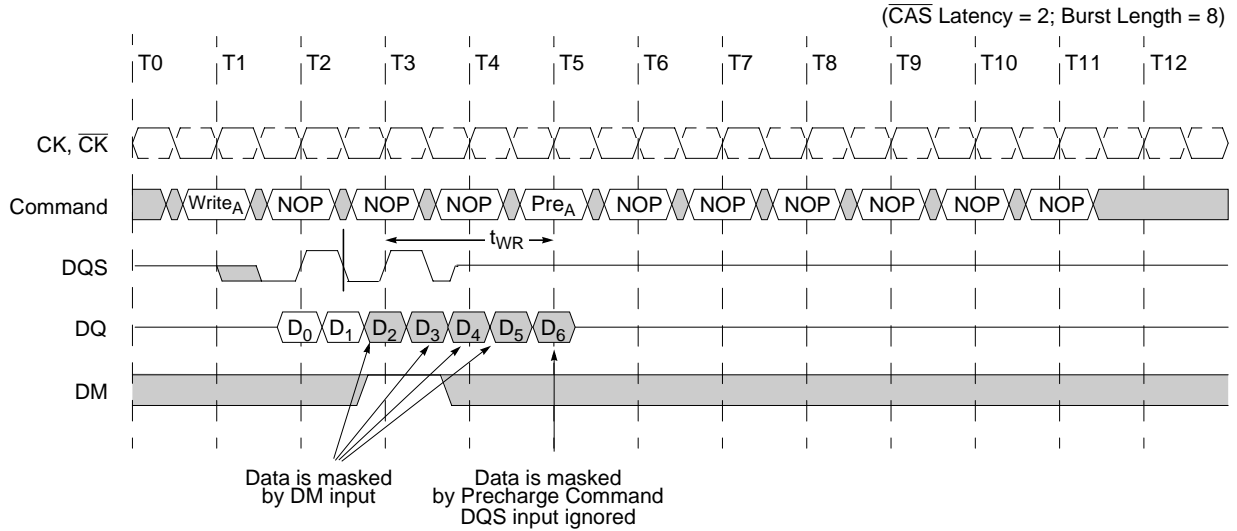 (CAS Latency = 2; Burst Length = 8)
T0 T1 T2 T3 T4 T5 T6 T7 T8 T9 T10 T11 T12
CK, CK
Command WriteA NOP NOP NOP PreA NOP NOP NOP NOP NOP NOP
tWR
DQS
DQ D0 D1 D2 D3 D4 D5 D6
DM
Data is masked
by DM input
Data is masked
by Precharge Command
DQS input ignored